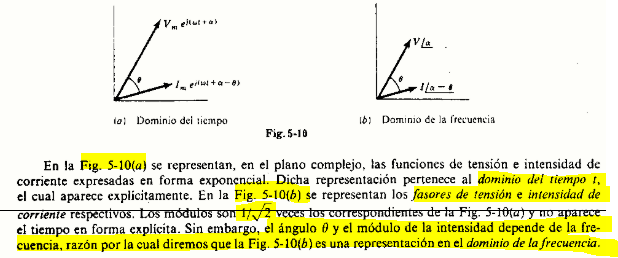 V_m e^{j(ωt + α)}
θ
I_m e^{j(ωt + α − θ)}
V/α
θ
I/α − θ
(a) Dominio del tiempo
(b) Dominio de la frecuencia
Fig. 5-10
En la Fig. 5-10(a) se representan, en el plano complejo, las funciones de tensión e intensidad de
corriente expresadas en forma exponencial. Dicha representación pertenece al dominio del tiempo t,
el cual aparece explícitamente. En la Fig. 5-10(b) se representan los fasores de tensión e intensidad de
corriente respectivos. Los módulos son 1/√2 veces los correspondientes de la Fig. 5-10(a) y no aparece
el tiempo en forma explícita. Sin embargo, el ángulo θ y el módulo de la intensidad depende de la fre-
cuencia, razón por la cual diremos que la Fig. 5-10(b) es una representación en el dominio de la frecuencia.